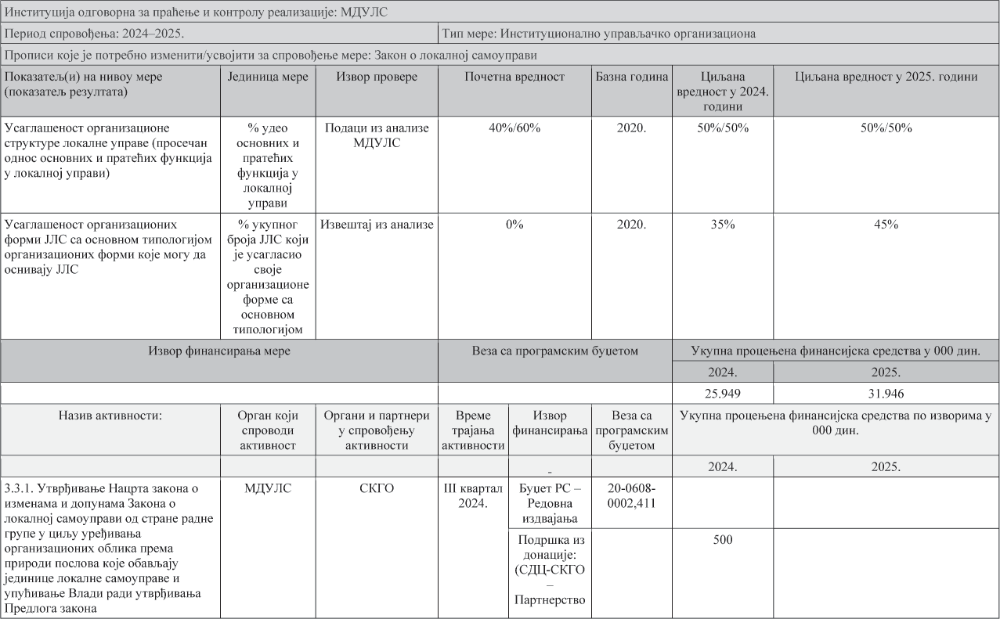 Институција одговорна за праћење и контролу реализације: МДУЛС
Период спровођења: 2024–2025.
Тип мере: Институционално управљачко организациона
Прописи које је потребно изменити/усвојити за спровођење мере: Закон о локалној самоуправи
Показатељ(и) на нивоу мере
(показатељ резултата)
Јединица мере
Извор провере
Почетна вредност
Базна година
Циљана
вредност у 2024.
години
Циљана вредност у 2025. години
Усаглашеност организационе
структуре локалне управе (просечан
однос основних и пратећих функција
у локалној управи)
% удео
основних и
пратећих
функција у
локалној
управи
Подаци из анализе
МДУЛС
40%/60%
2020.
50%/50%
50%/50%
Усаглашеност организационих
форми ЈЛС са основном типологијом
организационих форми које могу да
оснивају ЈЛС
% укупног
броја ЈЛС који
је усагласио
своје
организационе
форме са
основном
типологијом
Извештај из анализе
0%
2020.
35%
45%
Извор финансирања мере
Веза са програмским буџетом
Укупна процењена финансијска средства у 000 дин.
2024.
2025.
25.949
31.946
Назив активности:
Орган који
спроводи
активност
Органи и партнери
у спровођењу
активности
Време
трајања
активности
Извор
финансирања
Веза са
програмским
буџетом
Укупна процењена финансијска средства по изворима у
000 дин.
-
2024.
2025.
3.3.1. Утврђивање Нацрта закона о
изменама и допунама Закона о
локалној самоуправи од стране радне
групе у циљу уређивања
организационих облика према
природи послова које обављају
јединице локалне самоуправе и
упућивање Влади ради утврђивања
Предлога закона
МДУЛС
СКГО
III квартал
2024.
Буџет РС –
Редовна
издвајања
20-0608-
0002,411
Подршка из
донације:
(СДЦ-СКГО
–
Партнерство
500